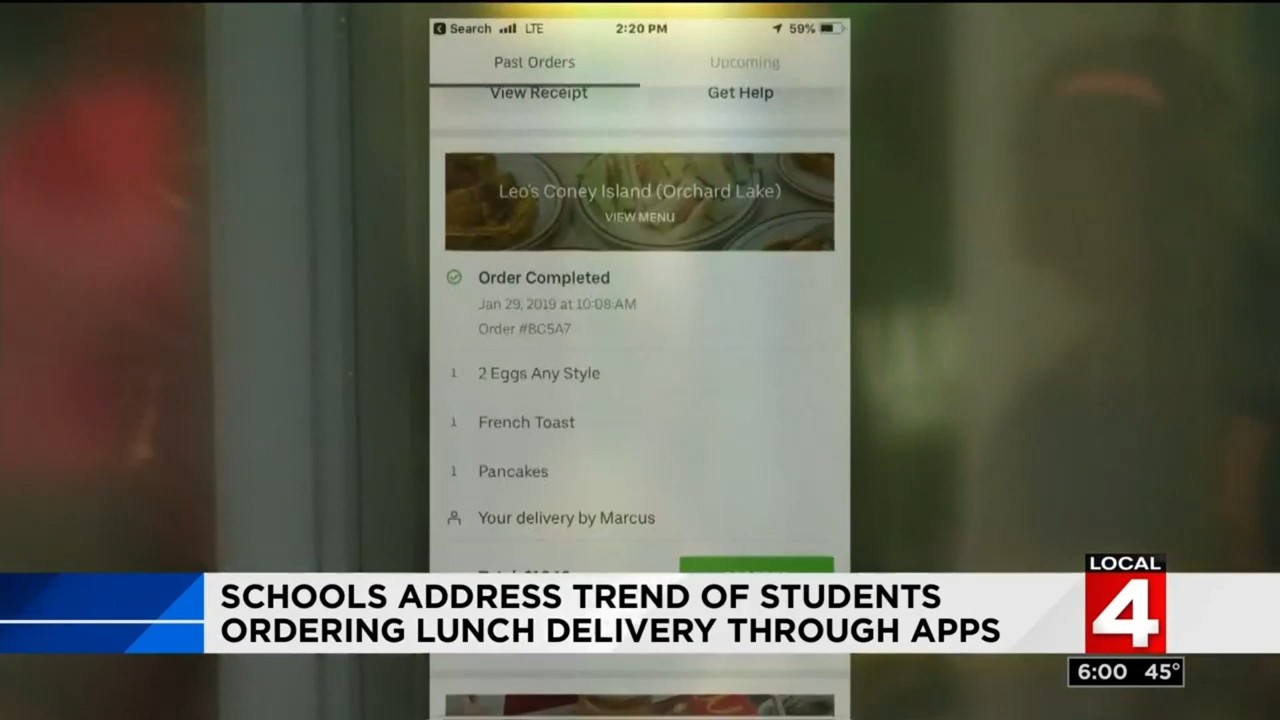 Search LTE 2:20 PM 59%
Past Orders Upcoming
View Receipt Get Help
Leo's Coney Island (Orchard Lake)
VIEW MENU
Order Completed
Jan 29, 2019 at 10:08 AM
Order #BC5A7
1 2 Eggs Any Style
1 French Toast
1 Pancakes
Your delivery by Marcus
SCHOOLS ADDRESS TREND OF STUDENTS
ORDERING LUNCH DELIVERY THROUGH APPS
LOCAL
4
6:00 45°